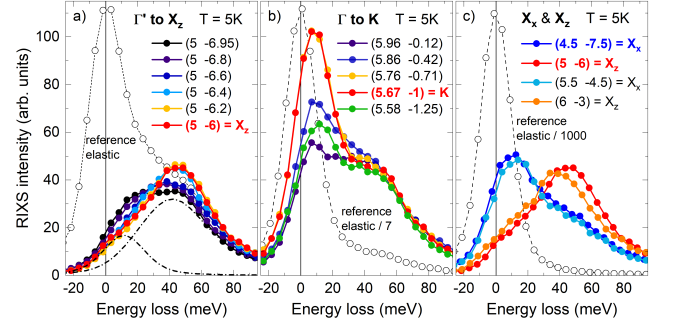 a) Γ' to Xz T = 5K
(5 -6.95)
(5 -6.8)
(5 -6.6)
(5 -6.4)
(5 -6.2)
(5 -6) = Xz
reference
elastic
b) Γ to K T = 5K
(5.96 -0.12)
(5.86 -0.42)
(5.76 -0.71)
(5.67 -1) = K
(5.58 -1.25)
reference
elastic / 7
c) Xx & Xz T = 5K
(4.5 -7.5) = Xx
(5 -6) = Xz
(5.5 -4.5) = Xx
(6 -3) = Xz
reference
elastic / 1000
RIXS intensity (arb. units)
100
80
60
40
20
0
-20 0 20 40 60 80
-20 0 20 40 60 80
-20 0 20 40 60 80
Energy loss (meV)
Energy loss (meV)
Energy loss (meV)